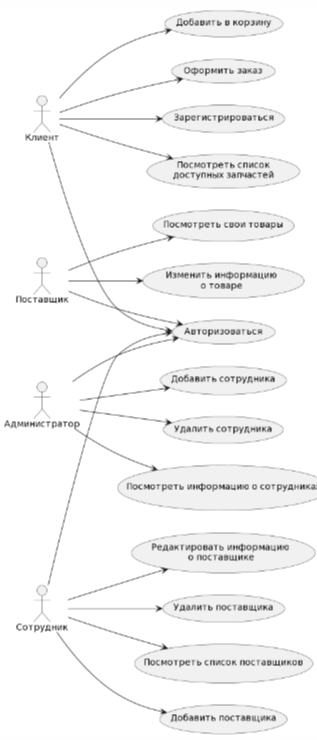 Добавить в корзину
Оформить заказ
Зарегистрироваться
Клиент
Посмотреть список
доступных запчастей
Посмотреть свои товары
Изменить информацию
о товаре
Поставщик
Авторизоваться
Добавить сотрудника
Администратор
Удалить сотрудника
Посмотреть информацию о сотрудника
Редактировать информацию
о поставщике
Удалить поставщика
Сотрудник
Посмотреть список поставщиков
Добавить поставщика